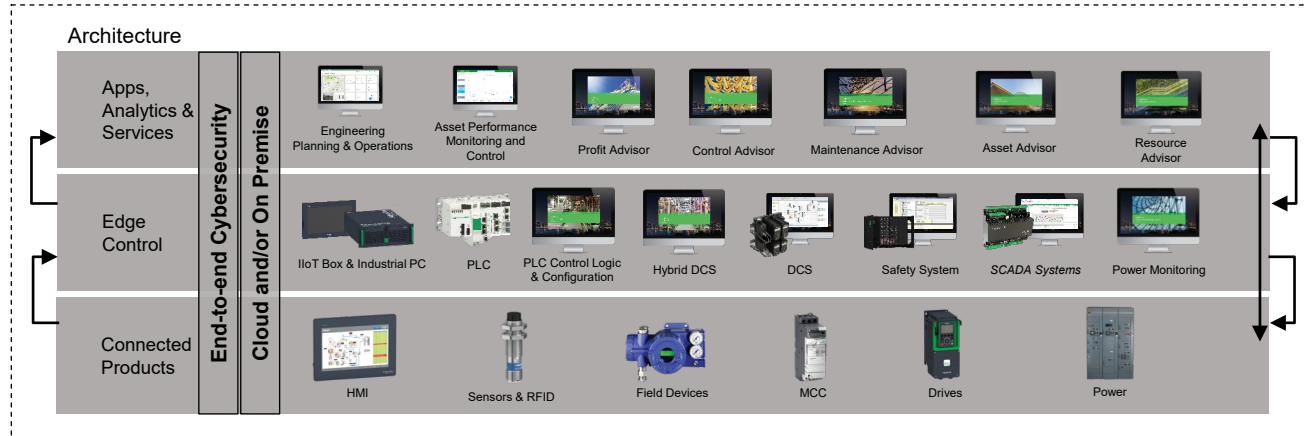 Architecture
Apps,
Analytics &
Services
End-to-end Cybersecurity
Cloud and/or On Premise
Engineering
Planning & Operations
Asset Performance
Monitoring and
Control
Profit Advisor
Control Advisor
Maintenance Advisor
Asset Advisor
Resource
Advisor
Edge
Control
IIoT Box & Industrial PC
PLC
PLC Control Logic
& Configuration
Hybrid DCS
DCS
Safety System
SCADA Systems
Power Monitoring
Connected
Products
HMI
Sensors & RFID
Field Devices
MCC
Drives
Power